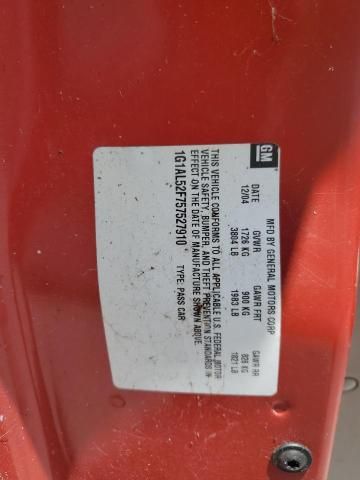 GM
MFD BY GENERAL MOTORS CORP
DATE GVWR GAWR FRT GAWR RR
12/04 1726 KG 900 KG 826 KG
3804 LB 1983 LB 1821 LB
THIS VEHICLE CONFORMS TO ALL APPLICABLE U.S. FEDERAL MOTOR
VEHICLE SAFETY, BUMPER, AND THEFT PREVENTION STANDARDS IN
EFFECT ON THE DATE OF MANUFACTURE SHOWN ABOVE.
1G1AL52F757527910 TYPE: PASS CAR